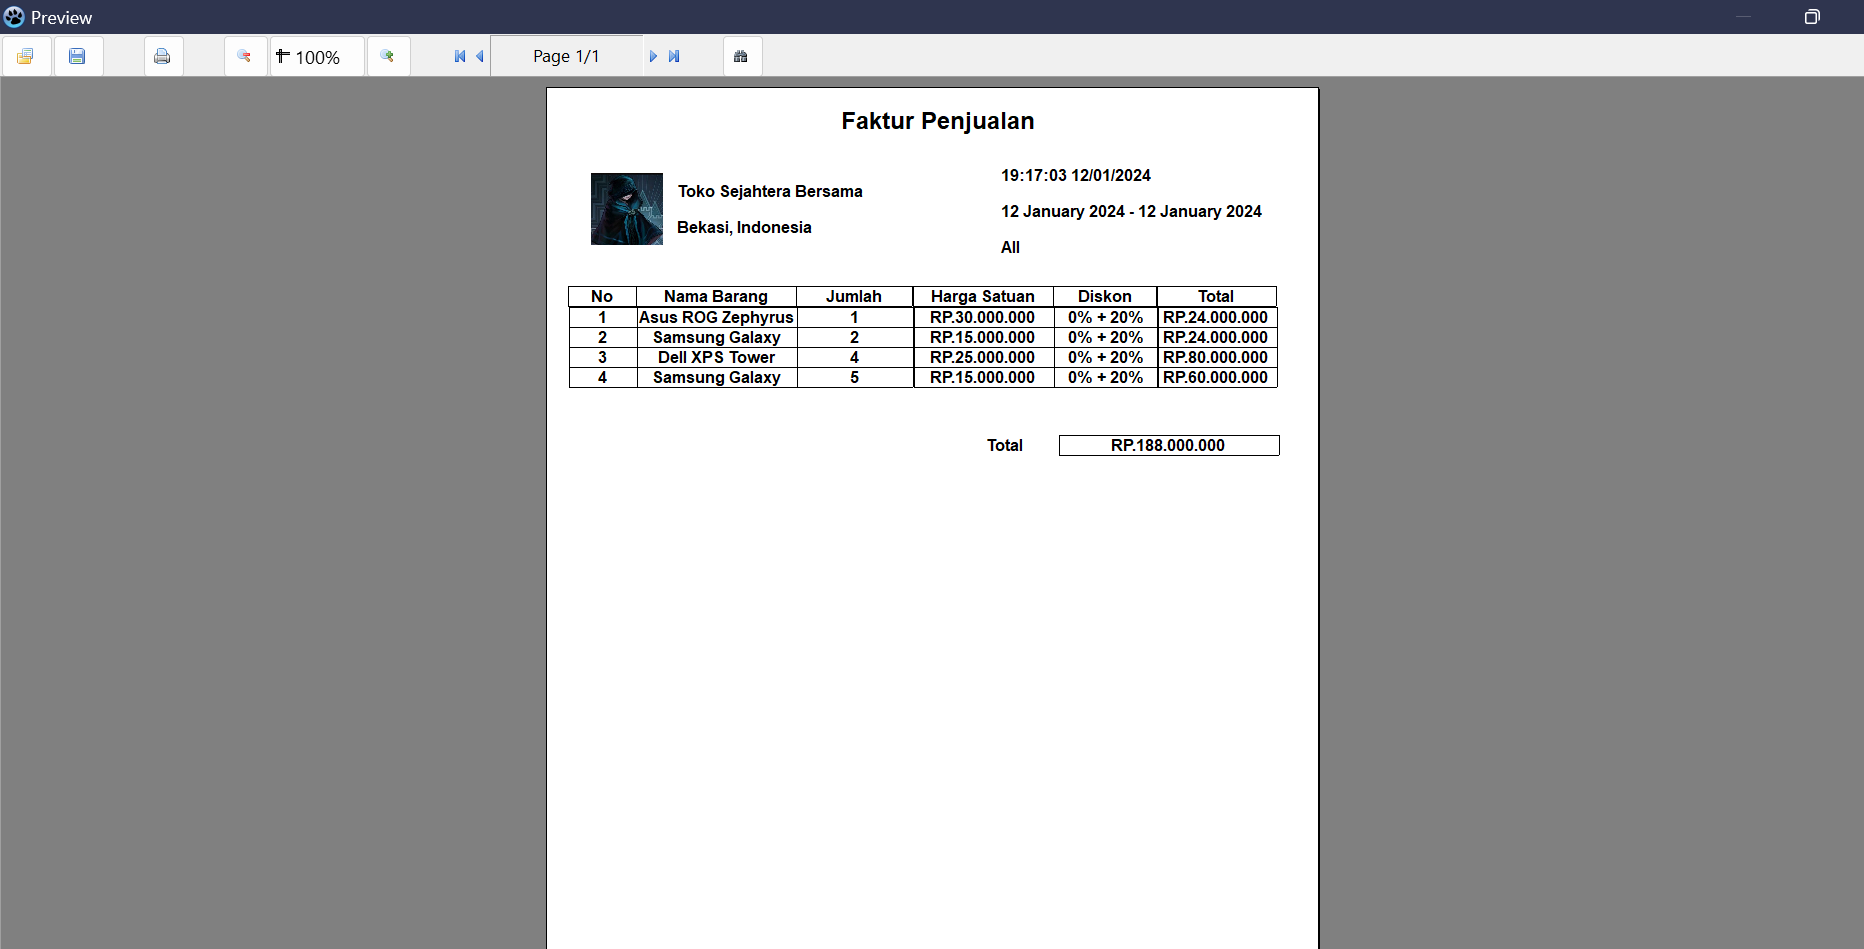 Preview
100% Page 1/1
Faktur Penjualan
19:17:03 12/01/2024
Toko Sejahtera Bersama
12 January 2024 - 12 January 2024
Bekasi, Indonesia
All
No Nama Barang Jumlah Harga Satuan Diskon Total
1 Asus ROG Zephyrus 1 RP.30.000.000 0% + 20% RP.24.000.000
2 Samsung Galaxy 2 RP.15.000.000 0% + 20% RP.24.000.000
3 Dell XPS Tower 4 RP.25.000.000 0% + 20% RP.80.000.000
4 Samsung Galaxy 5 RP.15.000.000 0% + 20% RP.60.000.000
Total RP.188.000.000